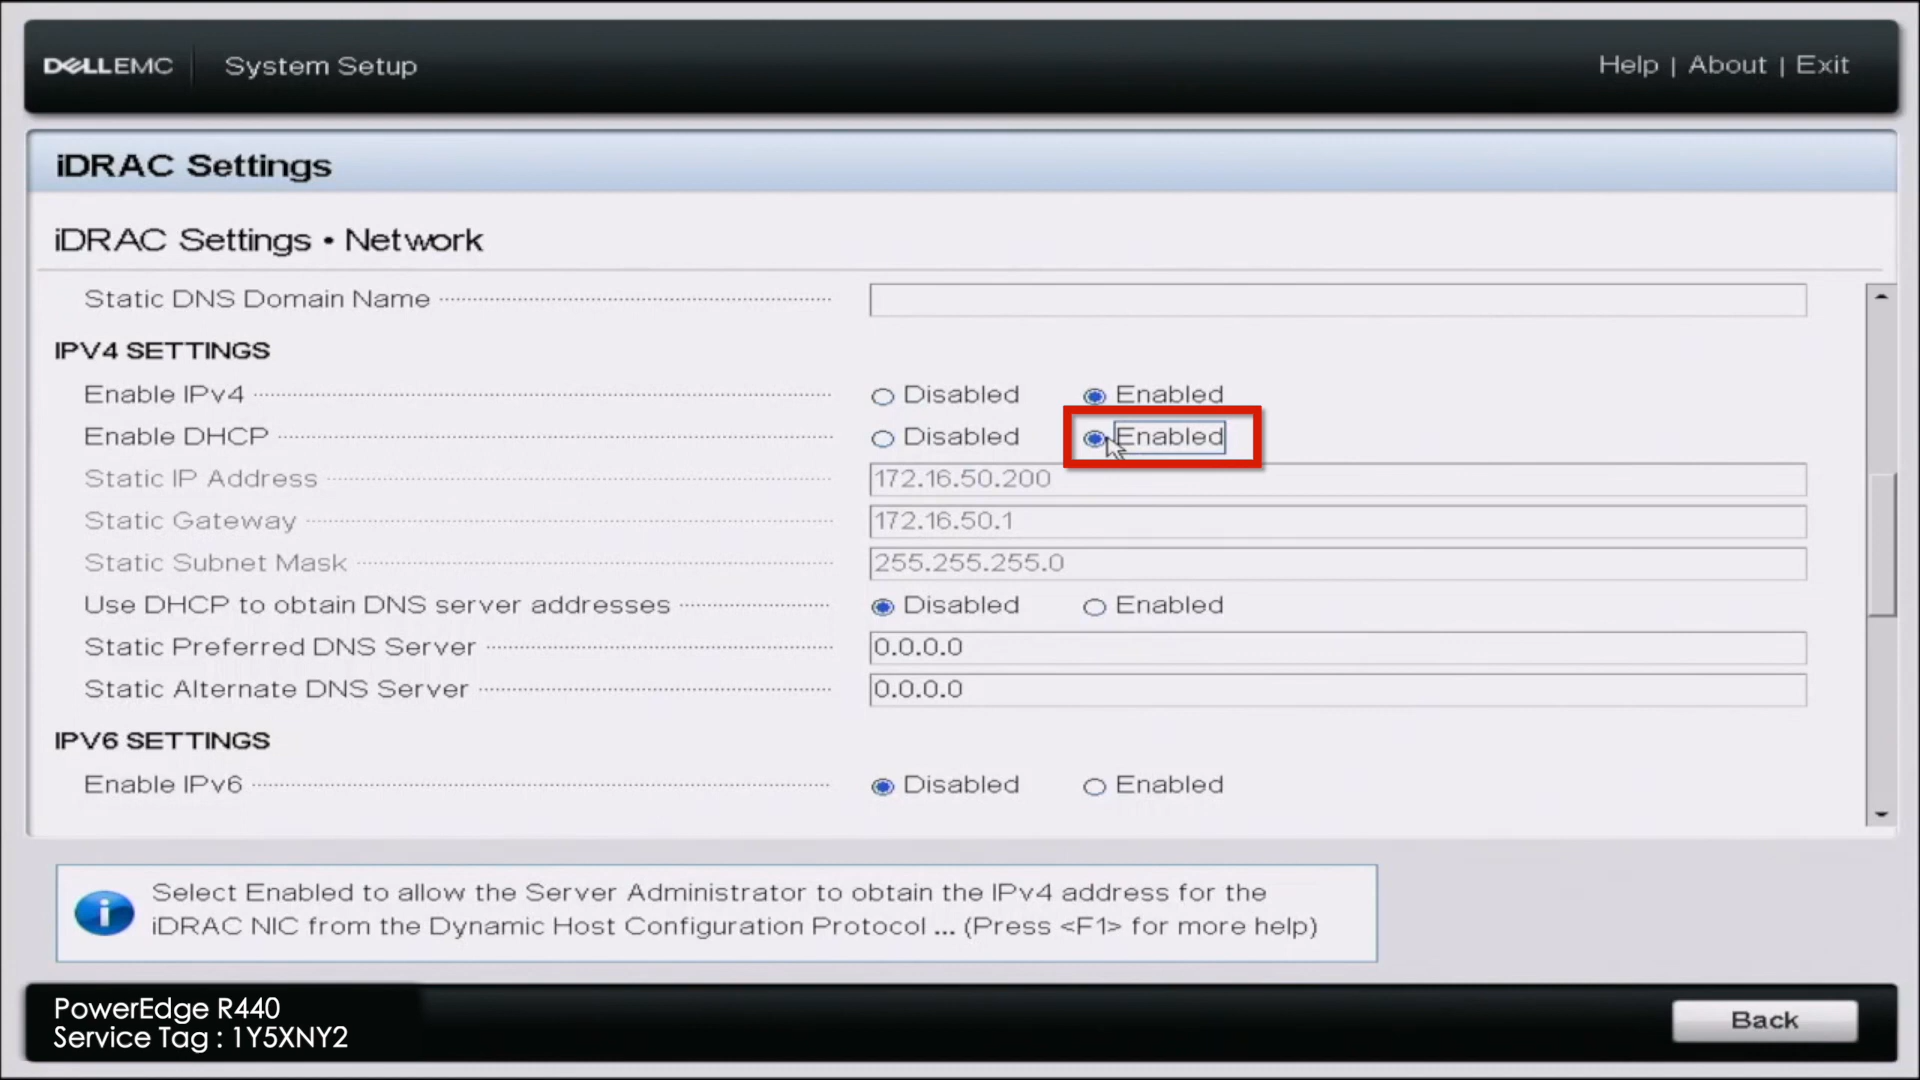 DELLEMC System Setup Help | About | Exit
iDRAC Settings
iDRAC Settings • Network
Static DNS Domain Name
IPV4 SETTINGS
Enable IPv4 Disabled Enabled
Enable DHCP Disabled Enabled
Static IP Address 172.16.50.200
Static Gateway 172.16.50.1
Static Subnet Mask 255.255.255.0
Use DHCP to obtain DNS server addresses Disabled Enabled
Static Preferred DNS Server 0.0.0.0
Static Alternate DNS Server 0.0.0.0
IPV6 SETTINGS
Enable IPv6 Disabled Enabled
Select Enabled to allow the Server Administrator to obtain the IPv4 address for the
iDRAC NIC from the Dynamic Host Configuration Protocol ... (Press <F1> for more help)
PowerEdge R440
Service Tag : 1Y5XNY2
Back